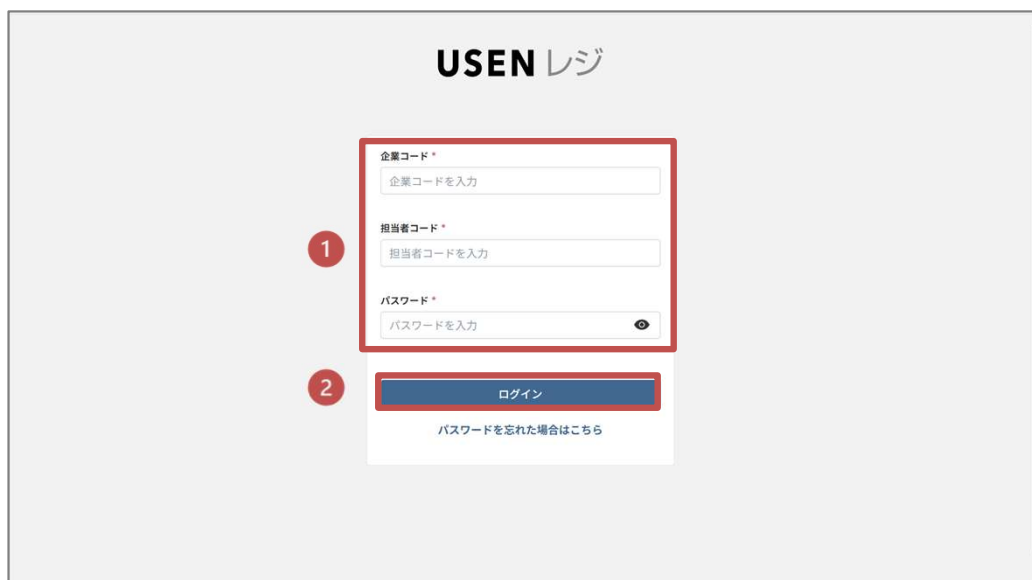 USEN レジ
企業コード *
企業コードを入力
担当者コード *
1
担当者コードを入力
パスワード *
パスワードを入力
2
ログイン
パスワードを忘れた場合はこちら